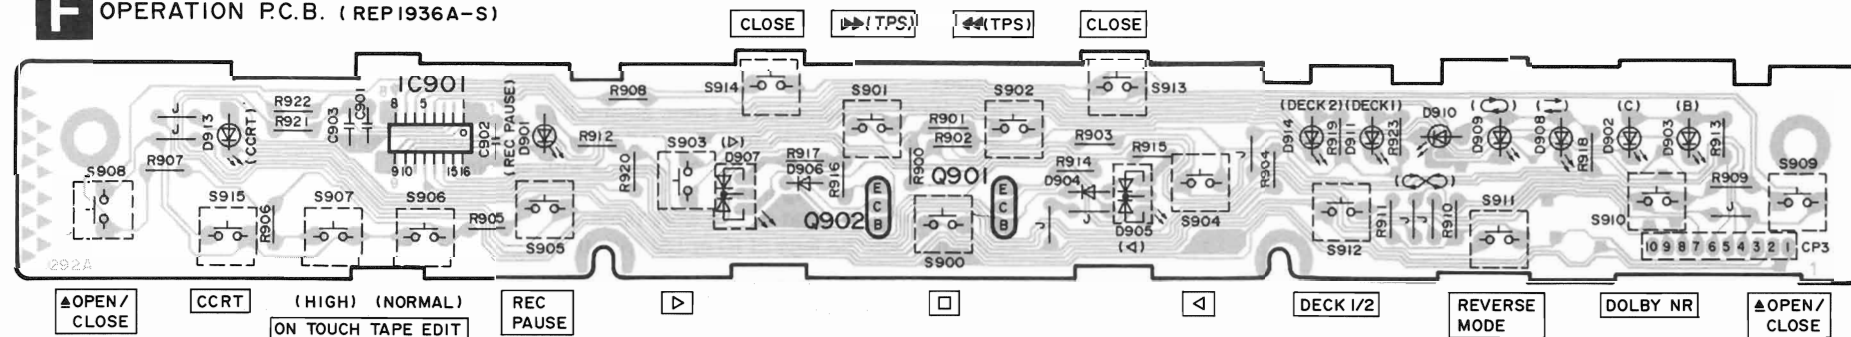 F OPERATION P.C.B. (REP1936A-S)
CLOSE
(TPS)
(TPS)
CLOSE
IC901
8 5
9 10 15 16
R922
R921
C903
C901
C902
D913
(CCRT)
R907
S908
S915
R906
S907
S906
R905
(REC PAUSE)
D901
R912
S905
R908
R920
S914
S903
(▷)
D907
R917
D906
R916
S901
R900
R901
R902
S902
Q901
Q902
E C B
E C B
S900
S913
R903
R914
D904
R915
D905
(◁)
S904
R904
(DECK2)
(DECK1)
D914
R919
D911
R923
D910
D909
D908
R918
(C)
D902
(B)
D903
R913
S909
S912
R911
R910
S911
S910
R909
10 9 8 7 6 5 4 3 2 1
CP3
1
292A
▲OPEN/
CLOSE
CCRT
(HIGH) (NORMAL)
ON TOUCH TAPE EDIT
REC
PAUSE
▷
□
◁
DECK 1/2
REVERSE
MODE
DOLBY NR
▲OPEN/
CLOSE